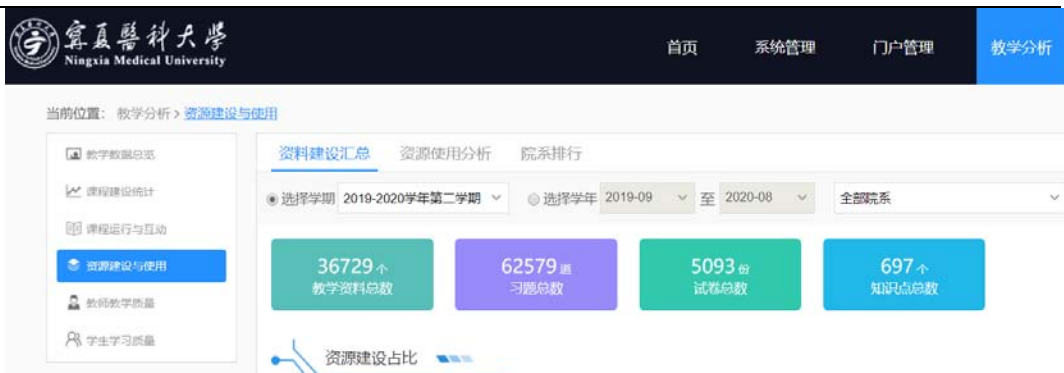 宁夏醫科大學
Ningxia Medical University
首页 系统管理 门户管理 教学分析
当前位置： 教学分析 > 资源建设与使用
教学数据总览
课程建设统计
课程运行与互动
资源建设与使用
教师教学质量
学生学习质量
资料建设汇总 资源使用分析 院系排行
选择学期 2019-2020学年第二学期 选择学年 2019-09 至 2020-08 全部院系
36729个 62579道 5093份 697个
教学资料总数 习题总数 试卷总数 知识点总数
资源建设占比